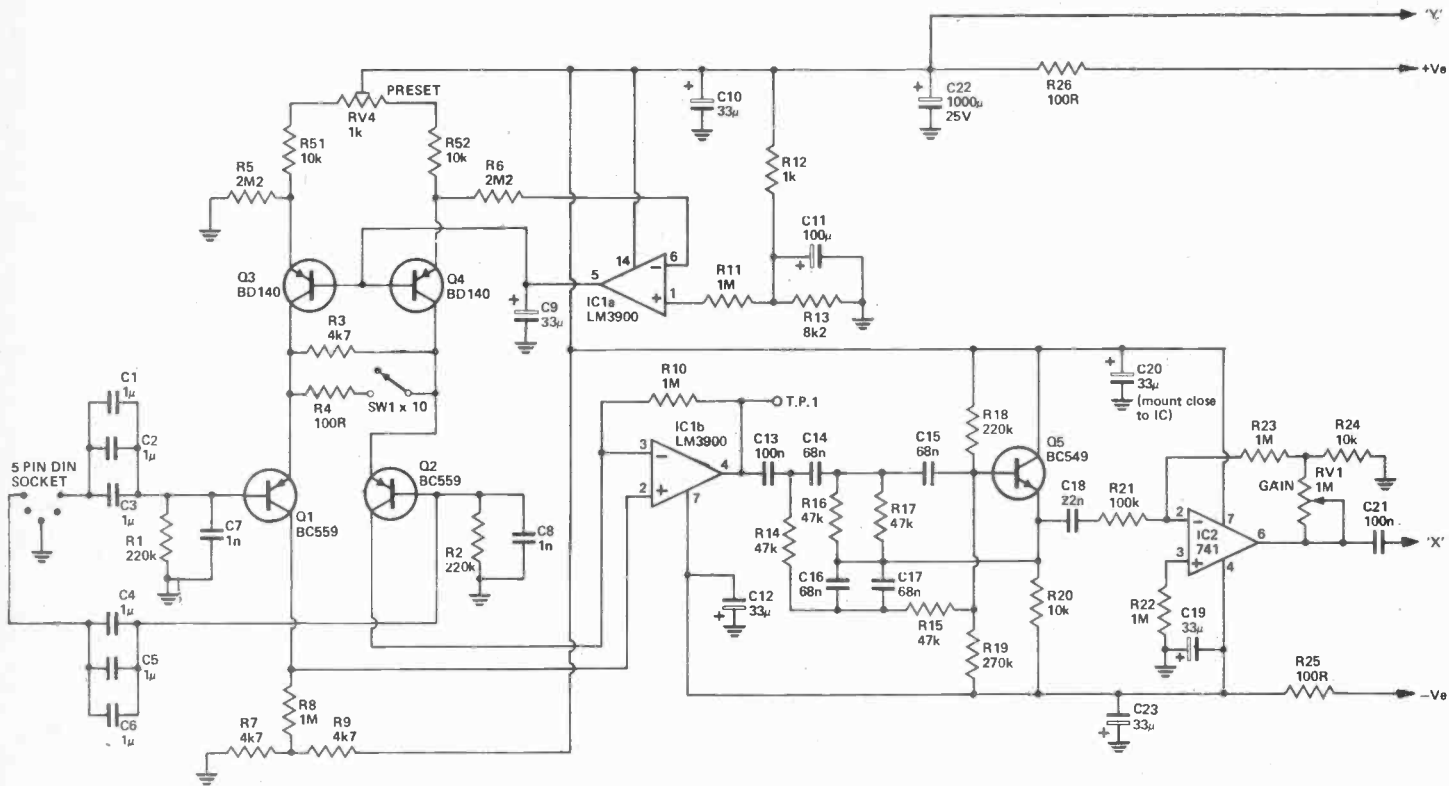 'Y'
+Ve
PRESET
RV4
1k
C10
33μ
C22
1000μ
25V
R26
100R
R51
10k
R52
10k
R5
2M2
R6
2M2
R12
1k
C11
100μ
14
6
5
1
IC1a
LM3900
R11
1M
R13
8k2
Q3
BD140
Q4
BD140
C9
33μ
R3
4k7
R4
100R
SW1 x 10
C1
1μ
C2
1μ
C3
1μ
5 PIN DIN
SOCKET
R1
220k
C7
1n
Q1
BC559
Q2
BC559
R2
220k
C8
1n
C4
1μ
C5
1μ
C6
1μ
R7
4k7
R8
1M
R9
4k7
R10
1M
T.P.1
IC1b
LM3900
3
2
4
7
C12
33μ
C13
100n
C14
68n
C15
68n
R14
47k
R16
47k
R17
47k
C16
68n
C17
68n
R15
47k
R18
220k
R19
270k
Q5
BC549
R20
10k
C18
22n
R21
100k
C20
33μ
(mount close
to IC)
R23
1M
R24
10k
RV1
1M
GAIN
2
3
7
6
4
IC2
741
C21
100n
'X'
R22
1M
C19
33μ
R25
100R
–Ve
C23
33μ